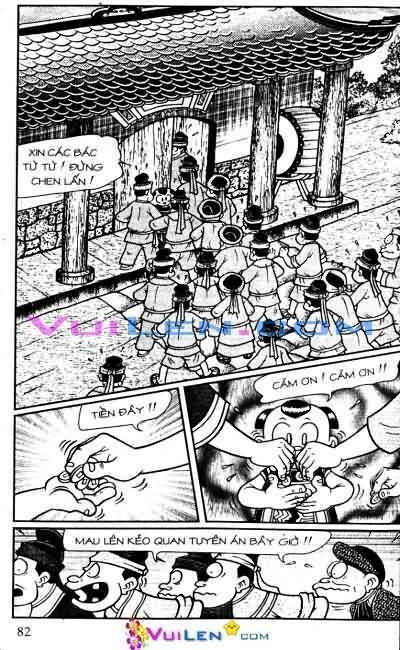 XIN CÁC BÁC
TỪ TỪ! ĐỪNG
CHEN LẤN!
VUILEN.COM
TIỀN ĐÂY!!
CẢM ƠN! CẢM ƠN!!
MAU LÊN KẺO QUAN TUYÊN ÁN BÂY GIỜ!!
82
VUILEN.COM